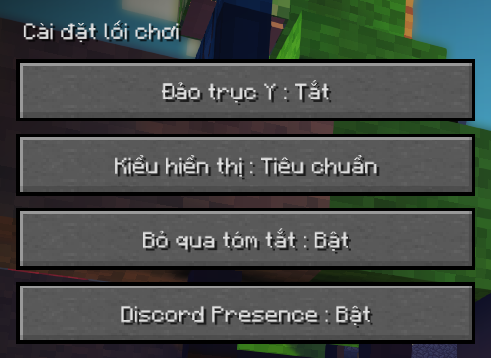 Cài đặt lối chơi
Đảo trục Y : Tắt
Kiểu hiển thị : Tiêu chuẩn
Bỏ qua tóm tắt : Bật
Discord Presence : Bật